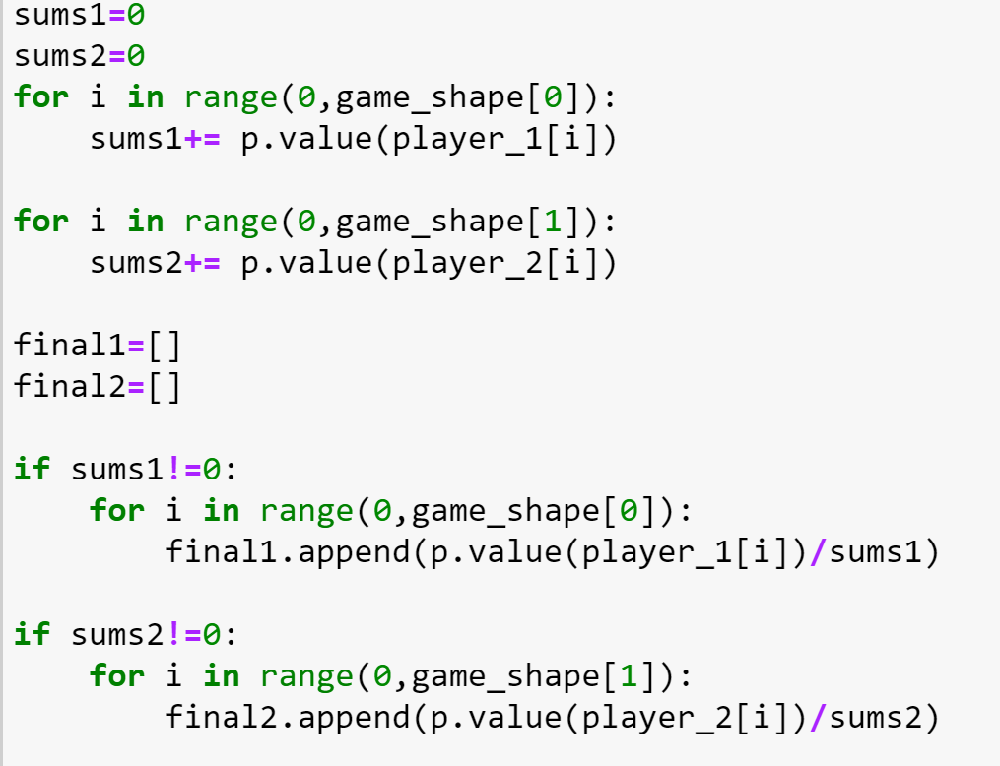 sums1=0
sums2=0
for i in range(0,game_shape[0]):
    sums1+= p.value(player_1[i])

for i in range(0,game_shape[1]):
    sums2+= p.value(player_2[i])

final1=[]
final2=[]

if sums1!=0:
    for i in range(0,game_shape[0]):
        final1.append(p.value(player_1[i])/sums1)

if sums2!=0:
    for i in range(0,game_shape[1]):
        final2.append(p.value(player_2[i])/sums2)